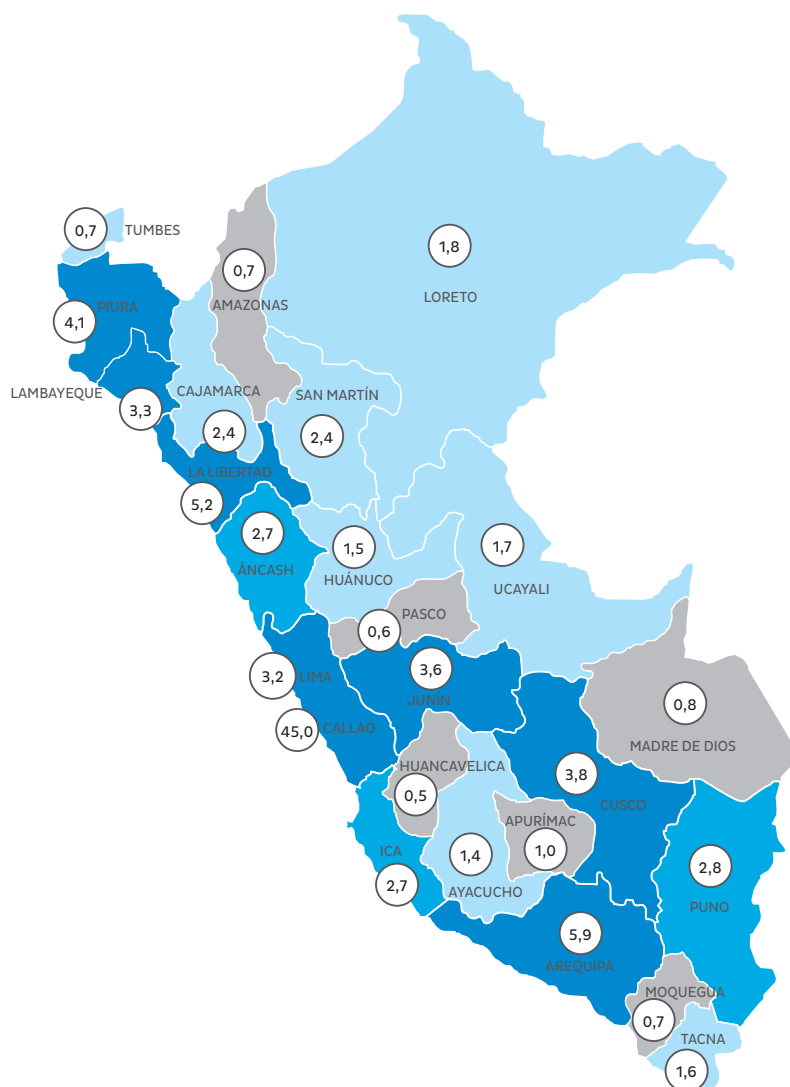 0,7
TUMBES
1,8
LORETO
0,7
AMAZONAS
4,1
PIURA
LAMBAYEQUE
3,3
CAJAMARCA
2,4
SAN MARTÍN
2,4
LA LIBERTAD
5,2
2,7
ÁNCASH
1,5
HUÁNUCO
1,7
UCAYALI
PASCO
0,6
3,2
LIMA
3,6
JUNÍN
45,0
CALLAO
0,8
MADRE DE DIOS
HUANCAVELICA
0,5
3,8
CUSCO
APURÍMAC
1,0
ICA
2,7
1,4
AYACUCHO
2,8
PUNO
5,9
AREQUIPA
MOQUEGUA
0,7
TACNA
1,6